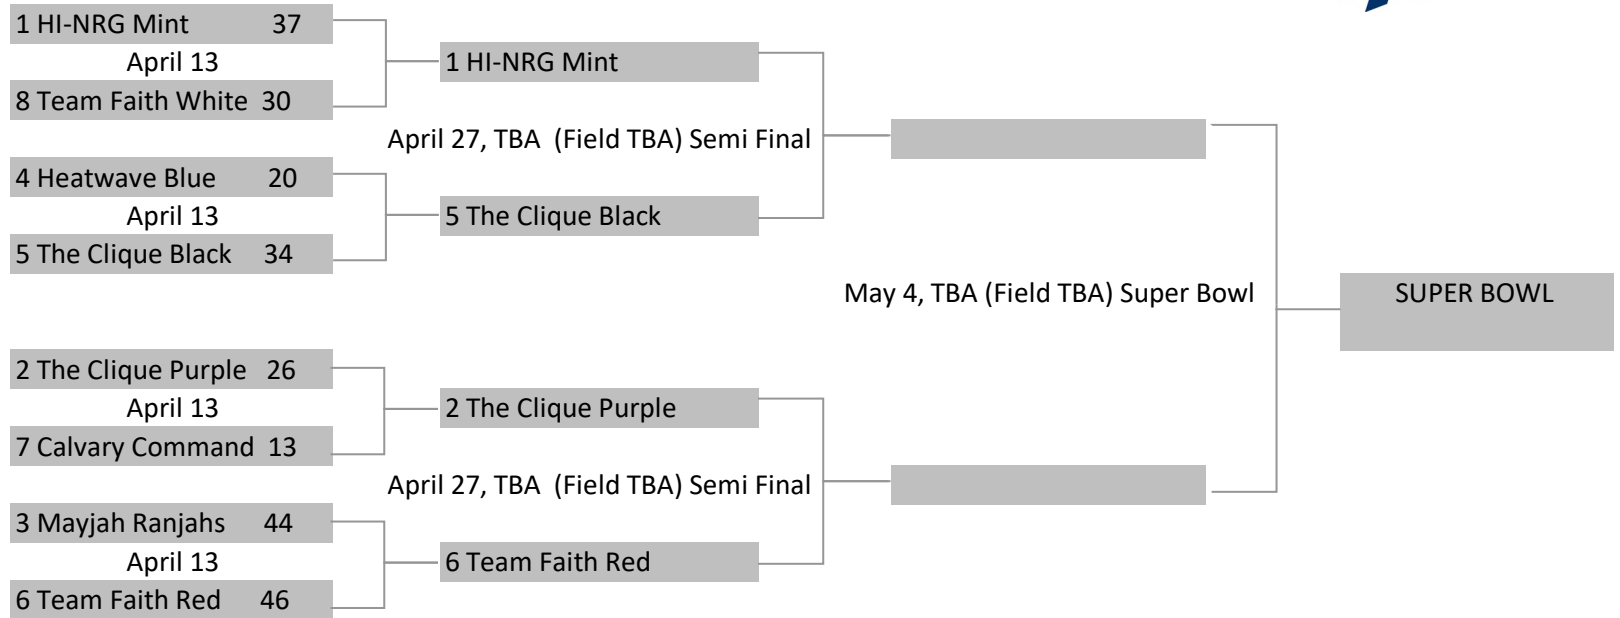 1 HI-NRG Mint 37
April 13
8 Team Faith White 30
1 HI-NRG Mint
April 27, TBA (Field TBA) Semi Final
4 Heatwave Blue 20
April 13
5 The Clique Black 34
5 The Clique Black
May 4, TBA (Field TBA) Super Bowl
SUPER BOWL
2 The Clique Purple 26
April 13
7 Calvary Command 13
2 The Clique Purple
April 27, TBA (Field TBA) Semi Final
3 Mayjah Ranjahs 44
April 13
6 Team Faith Red 46
6 Team Faith Red